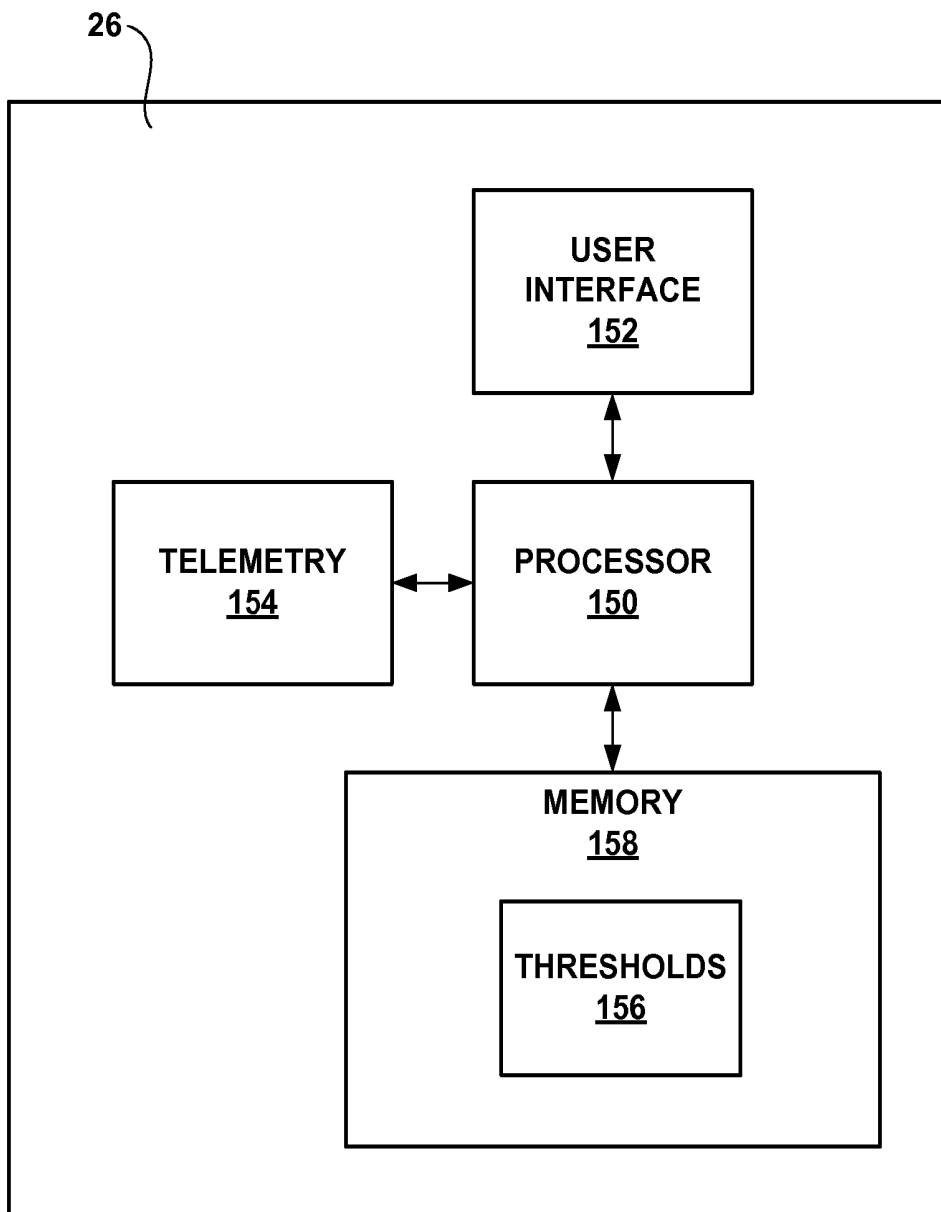 26
USER
INTERFACE
152
TELEMETRY
154
PROCESSOR
150
MEMORY
158
THRESHOLDS
156